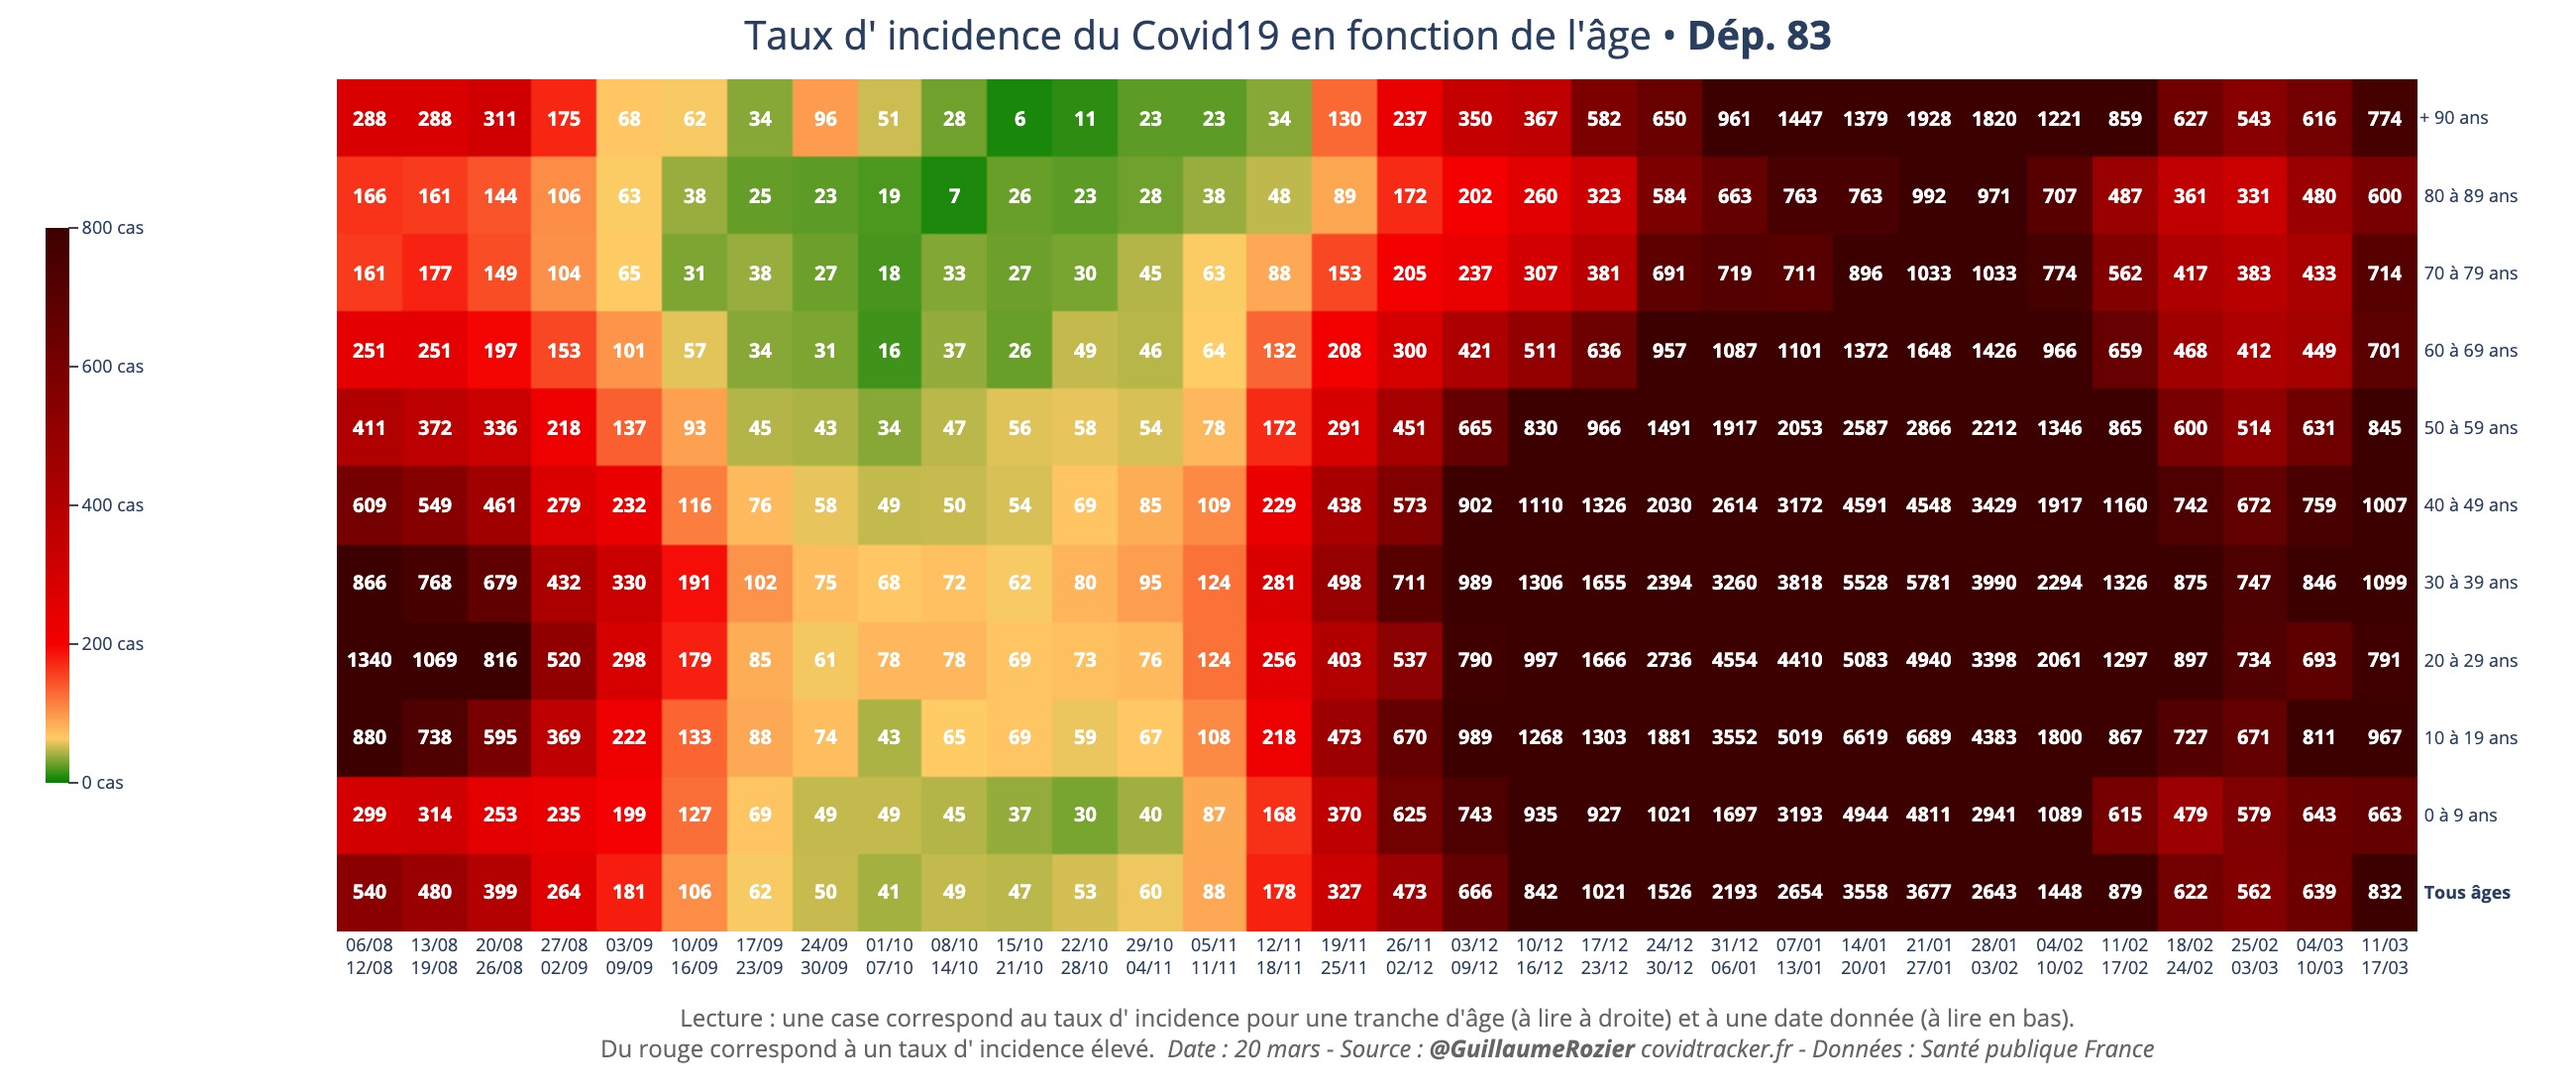 Taux d' incidence du Covid19 en fonction de l'âge • Dép. 83
288 288 311 175 68 62 34 96 51 28 6 11 23 23 34 130 237 350 367 582 650 961 1447 1379 1928 1820 1221 859 627 543 616 774 + 90 ans
166 161 144 106 63 38 25 23 19 7 26 23 28 38 48 89 172 202 260 323 584 663 763 763 992 971 707 487 361 331 480 600 80 à 89 ans
161 177 149 104 65 31 38 27 18 33 27 30 45 63 88 153 205 237 307 381 691 719 711 896 1033 1033 774 562 417 383 433 714 70 à 79 ans
251 251 197 153 101 57 34 31 16 37 26 49 46 64 132 208 300 421 511 636 957 1087 1101 1372 1648 1426 966 659 468 412 449 701 60 à 69 ans
411 372 336 218 137 93 45 43 34 47 56 58 54 78 172 291 451 665 830 966 1491 1917 2053 2587 2866 2212 1346 865 600 514 631 845 50 à 59 ans
609 549 461 279 232 116 76 58 49 50 54 69 85 109 229 438 573 902 1110 1326 2030 2614 3172 4591 4548 3429 1917 1160 742 672 759 1007 40 à 49 ans
866 768 679 432 330 191 102 75 68 72 62 80 95 124 281 498 711 989 1306 1655 2394 3260 3818 5528 5781 3990 2294 1326 875 747 846 1099 30 à 39 ans
1340 1069 816 520 298 179 85 61 78 78 69 73 76 124 256 403 537 790 997 1666 2736 4554 4410 5083 4940 3398 2061 1297 897 734 693 791 20 à 29 ans
880 738 595 369 222 133 88 74 43 65 69 59 67 108 218 473 670 989 1268 1303 1881 3552 5019 6619 6689 4383 1800 867 727 671 811 967 10 à 19 ans
299 314 253 235 199 127 69 49 49 45 37 30 40 87 168 370 625 743 935 927 1021 1697 3193 4944 4811 2941 1089 615 479 579 643 663 0 à 9 ans
540 480 399 264 181 106 62 50 41 49 47 53 60 88 178 327 473 666 842 1021 1526 2193 2654 3558 3677 2643 1448 879 622 562 639 832 Tous âges
06/08 13/08 20/08 27/08 03/09 10/09 17/09 24/09 01/10 08/10 15/10 22/10 29/10 05/11 12/11 19/11 26/11 03/12 10/12 17/12 24/12 31/12 07/01 14/01 21/01 28/01 04/02 11/02 18/02 25/02 04/03 11/03
12/08 19/08 26/08 02/09 09/09 16/09 23/09 30/09 07/10 14/10 21/10 28/10 04/11 11/11 18/11 25/11 02/12 09/12 16/12 23/12 30/12 06/01 13/01 20/01 27/01 03/02 10/02 17/02 24/02 03/03 10/03 17/03
800 cas
600 cas
400 cas
200 cas
0 cas
Lecture : une case correspond au taux d' incidence pour une tranche d'âge (à lire à droite) et à une date donnée (à lire en bas).
Du rouge correspond à un taux d' incidence élevé. Date : 20 mars - Source : @GuillaumeRozier covidtracker.fr - Données : Santé publique France